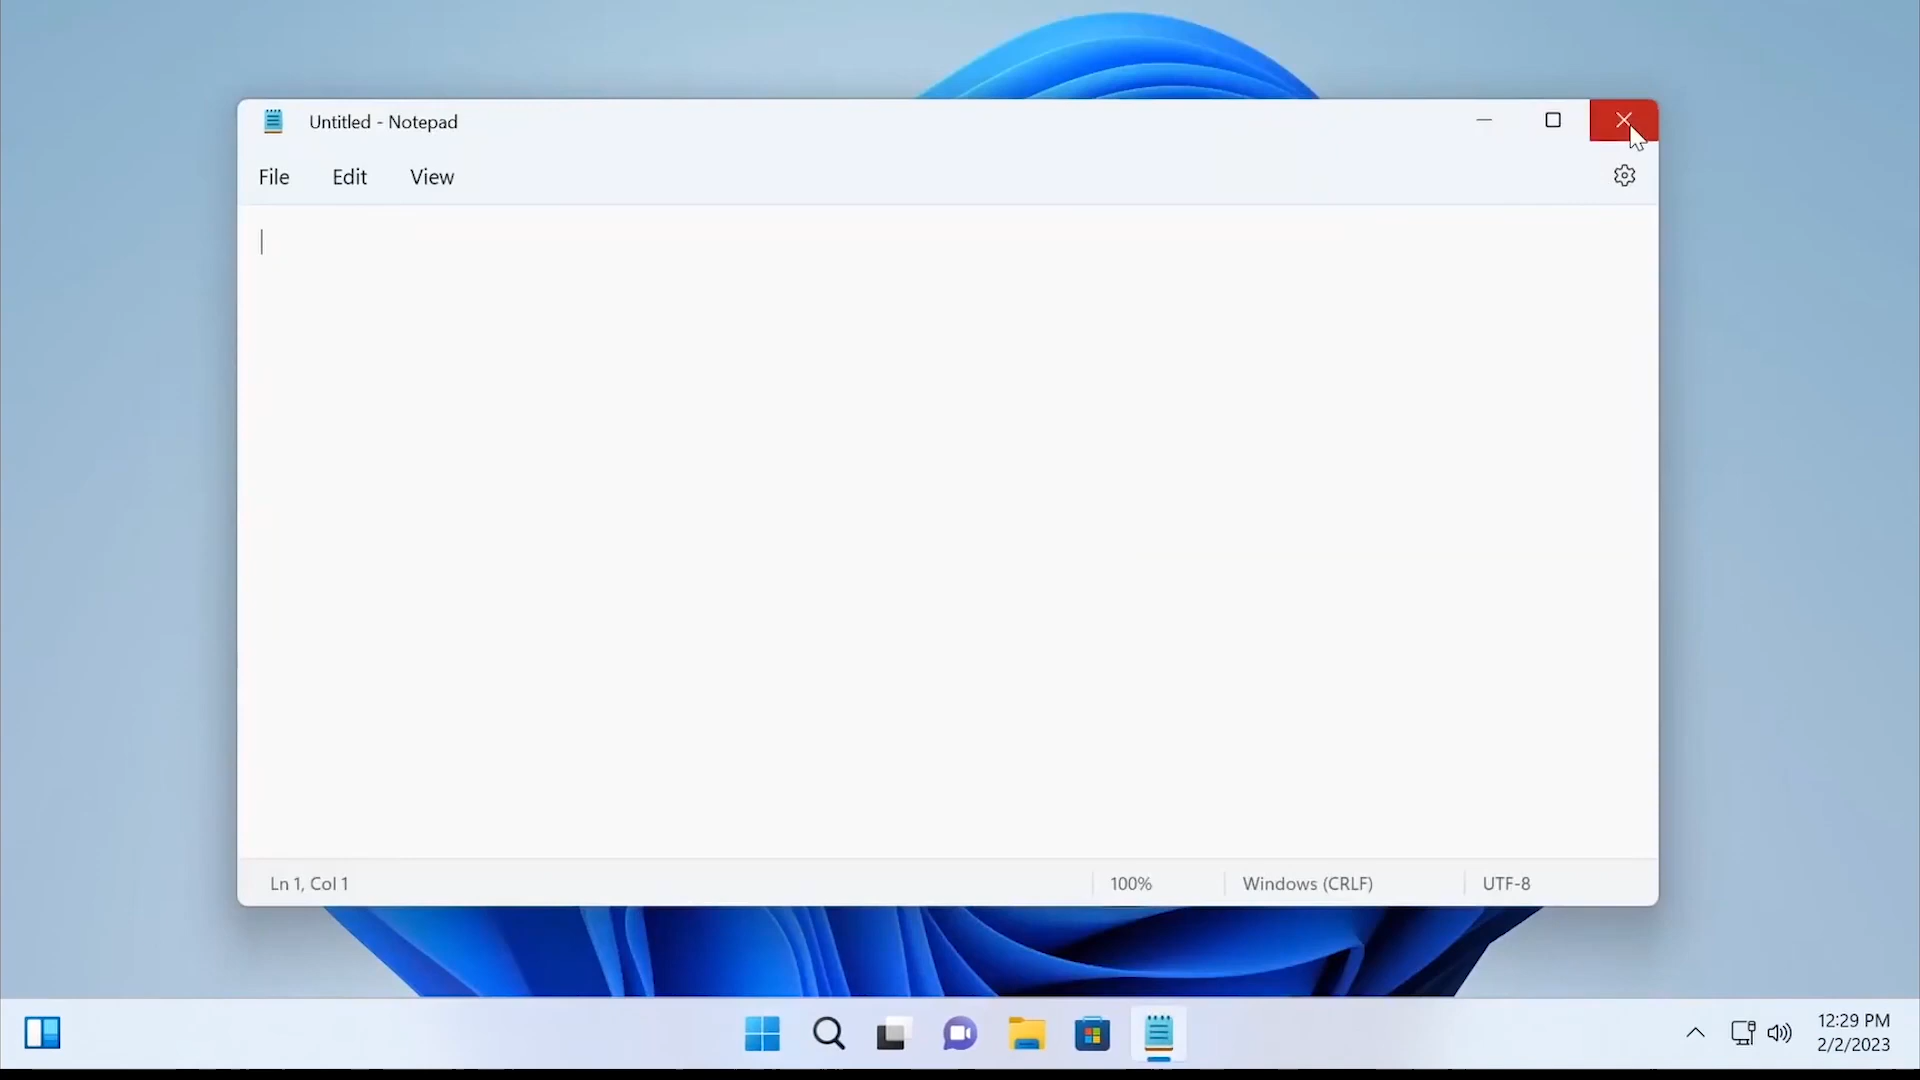 Untitled - Notepad
File Edit View
Ln 1, Col 1 100% Windows (CRLF) UTF-8
12:29 PM
2/2/2023